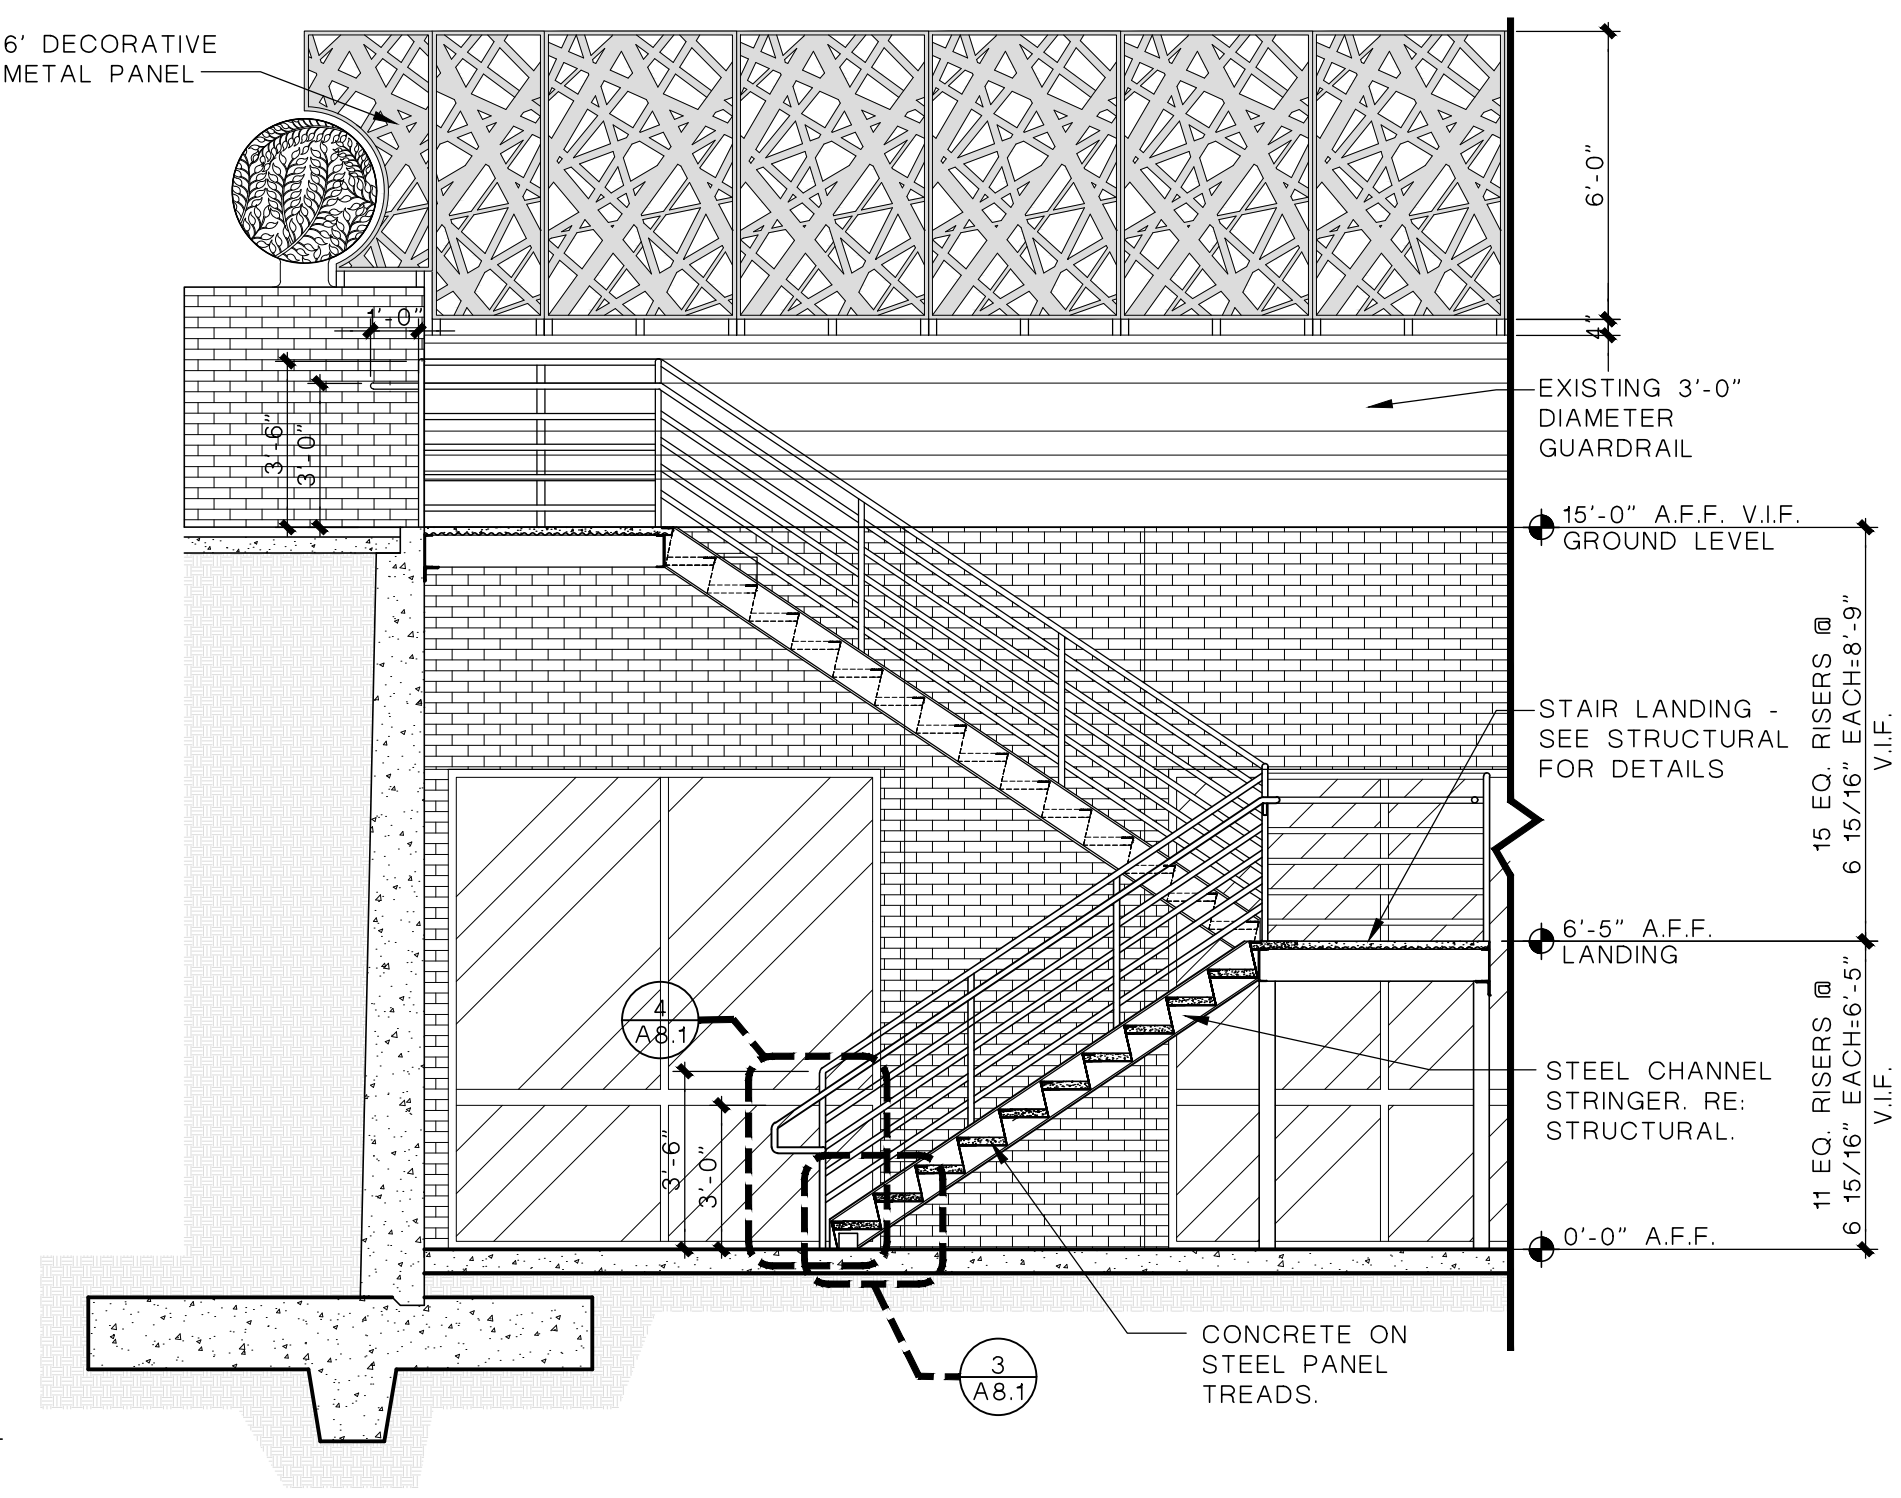 6' DECORATIVE
METAL PANEL
6'-0"
4"
1'-0"
3'-6"
3'-0"
EXISTING 3'-0"
DIAMETER
GUARDRAIL
15'-0" A.F.F. V.I.F.
GROUND LEVEL
15 EQ. RISERS @
6 15/16" EACH=8'-9"
V.I.F.
STAIR LANDING -
SEE STRUCTURAL
FOR DETAILS
6'-5" A.F.F.
LANDING
11 EQ. RISERS @
6 15/16" EACH=6'-5"
V.I.F.
4
A8.1
STEEL CHANNEL
STRINGER. RE:
STRUCTURAL.
3'-6"
3'-0"
0'-0" A.F.F.
CONCRETE ON
STEEL PANEL
TREADS.
3
A8.1